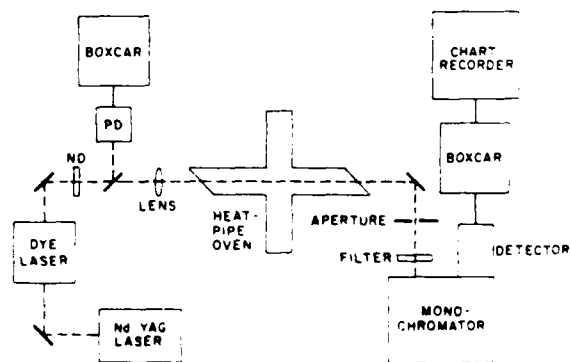 BOXCAR
CHART
RECORDER
PD
ND
BOXCAR
LENS
HEAT-
PIPE
OVEN
APERTURE
DYE
LASER
FILTER
DETECTOR
Nd YAG
LASER
MONO-
CHROMATOR